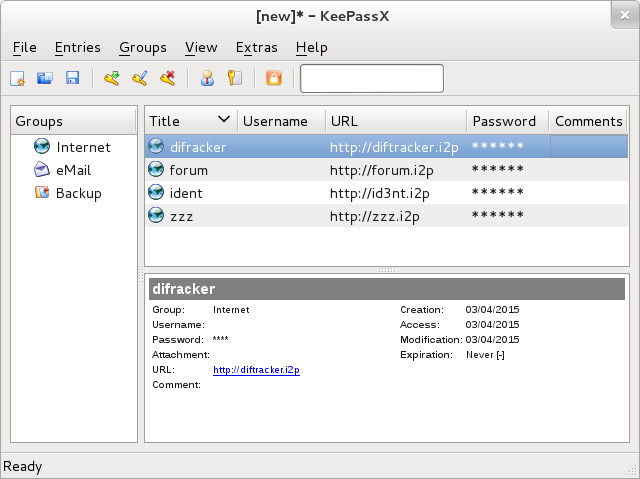 [new]* – KeePassX
File Entries Groups View Extras Help
Groups
Internet
eMail
Backup
Title Username URL Password Comments
difracker http://diftracker.i2p ******
forum http://forum.i2p ******
ident http://id3nt.i2p ******
zzz http://zzz.i2p ******
difracker
Group: Internet Creation: 03/04/2015
Username: Access: 03/04/2015
Password: **** Modification: 03/04/2015
Attachment: Expiration: Never [-]
URL: http://diftracker.i2p
Comment:
Ready